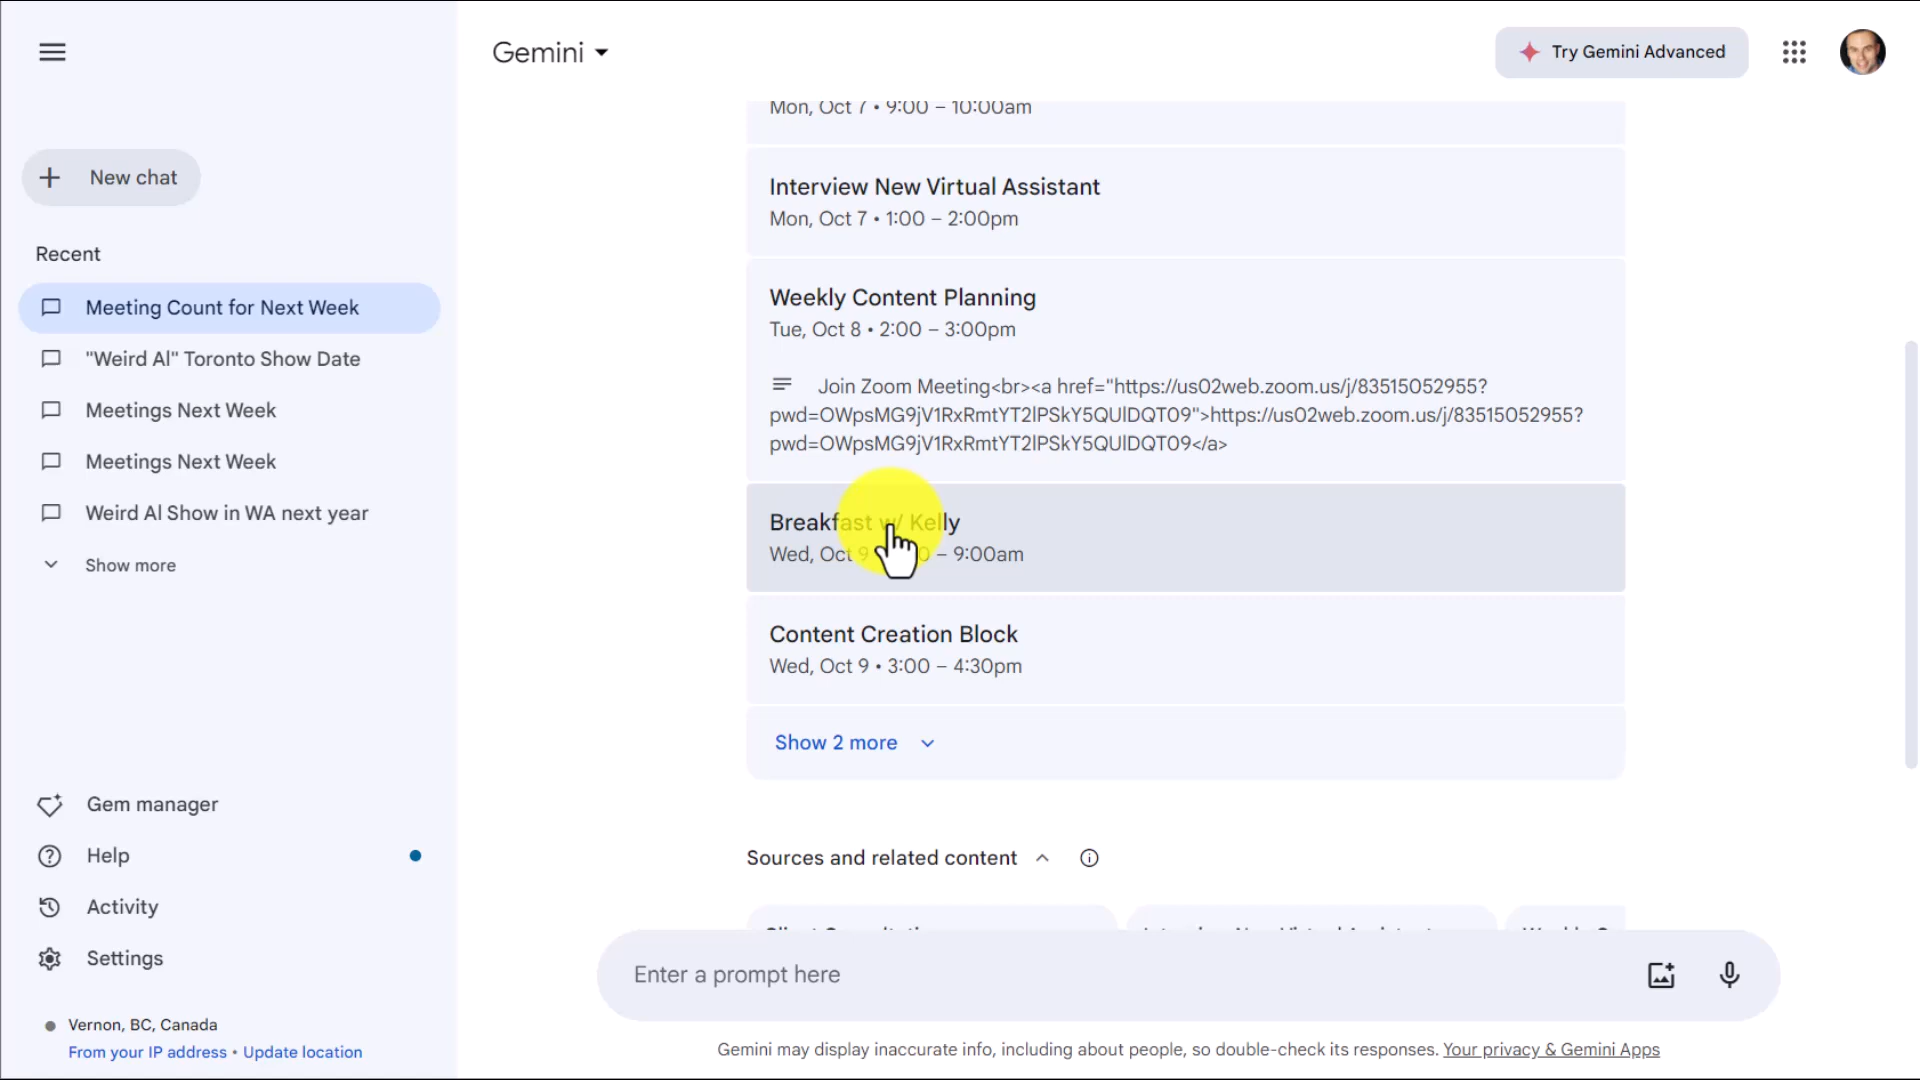 Gemini
Try Gemini Advanced
New chat
Recent
Meeting Count for Next Week
"Weird Al" Toronto Show Date
Meetings Next Week
Meetings Next Week
Weird Al Show in WA next year
Show more
Gem manager
Help
Activity
Settings
Vernon, BC, Canada
From your IP address • Update location
Mon, Oct 7 • 9:00 – 10:00am
Interview New Virtual Assistant
Mon, Oct 7 • 1:00 – 2:00pm
Weekly Content Planning
Tue, Oct 8 • 2:00 – 3:00pm
Join Zoom Meeting<br><a href="https://us02web.zoom.us/j/83515052955?
pwd=OWpsMG9jV1RxRmtYT2lPSkY5QUlDQT09">https://us02web.zoom.us/j/83515052955?
pwd=OWpsMG9jV1RxRmtYT2lPSkY5QUlDQT09</a>
Breakfast w/ Kelly
Wed, Oct 9 – 9:00am
Content Creation Block
Wed, Oct 9 • 3:00 – 4:30pm
Show 2 more
Sources and related content
Interview New Virtual Assistant
Enter a prompt here
Gemini may display inaccurate info, including about people, so double-check its responses. Your privacy & Gemini Apps